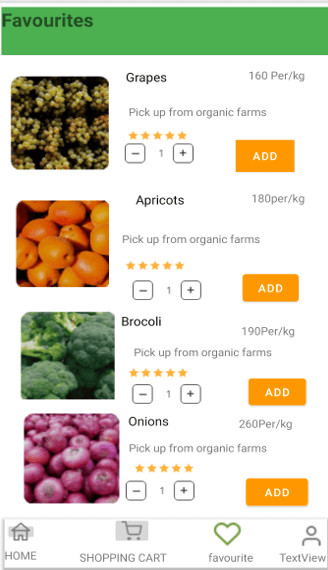 Favourites
Grapes 160 Per/kg
Pick up from organic farms
1 ADD
Apricots 180per/kg
Pick up from organic farms
1 ADD
Brocoli 190Per/kg
Pick up from organic farms
1 ADD
Onions 260Per/kg
Pick up from organic farms
1 ADD
HOME SHOPPING CART favourite TextView